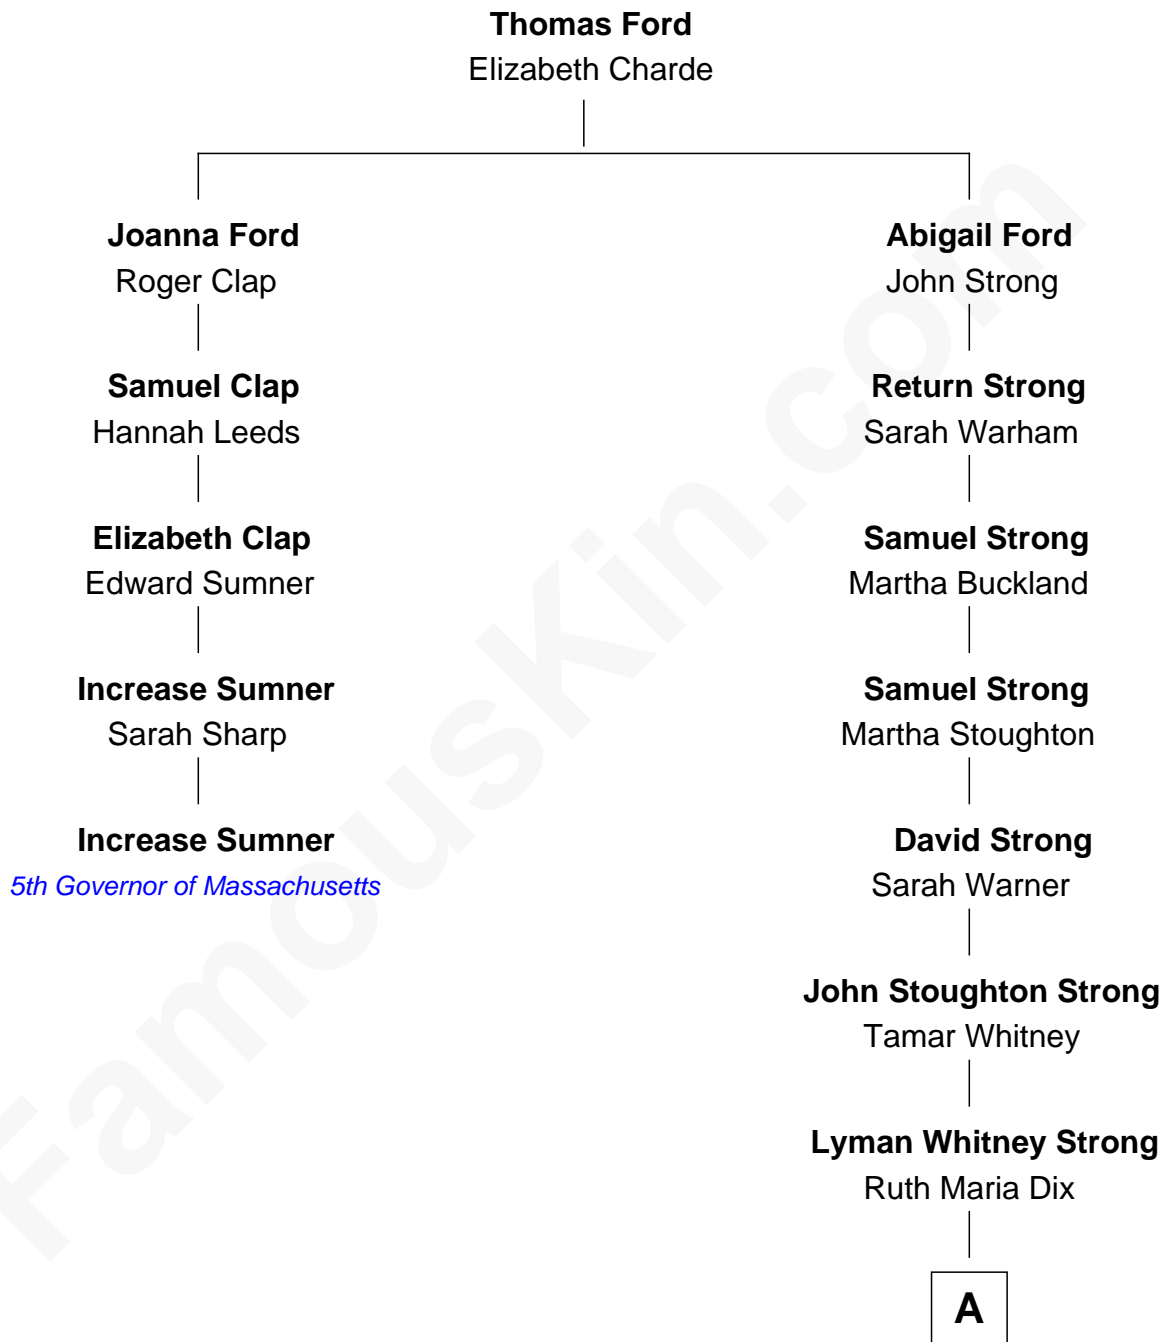 Thomas Ford
Elizabeth Charde
Joanna Ford
Roger Clap
Abigail Ford
John Strong
Samuel Clap
Hannah Leeds
Return Strong
Sarah Warham
Elizabeth Clap
Edward Sumner
Samuel Strong
Martha Buckland
Increase Sumner
Sarah Sharp
Samuel Strong
Martha Stoughton
Increase Sumner
5th Governor of Massachusetts
David Strong
Sarah Warner
John Stoughton Strong
Tamar Whitney
Lyman Whitney Strong
Ruth Maria Dix
A
FamousKin.com